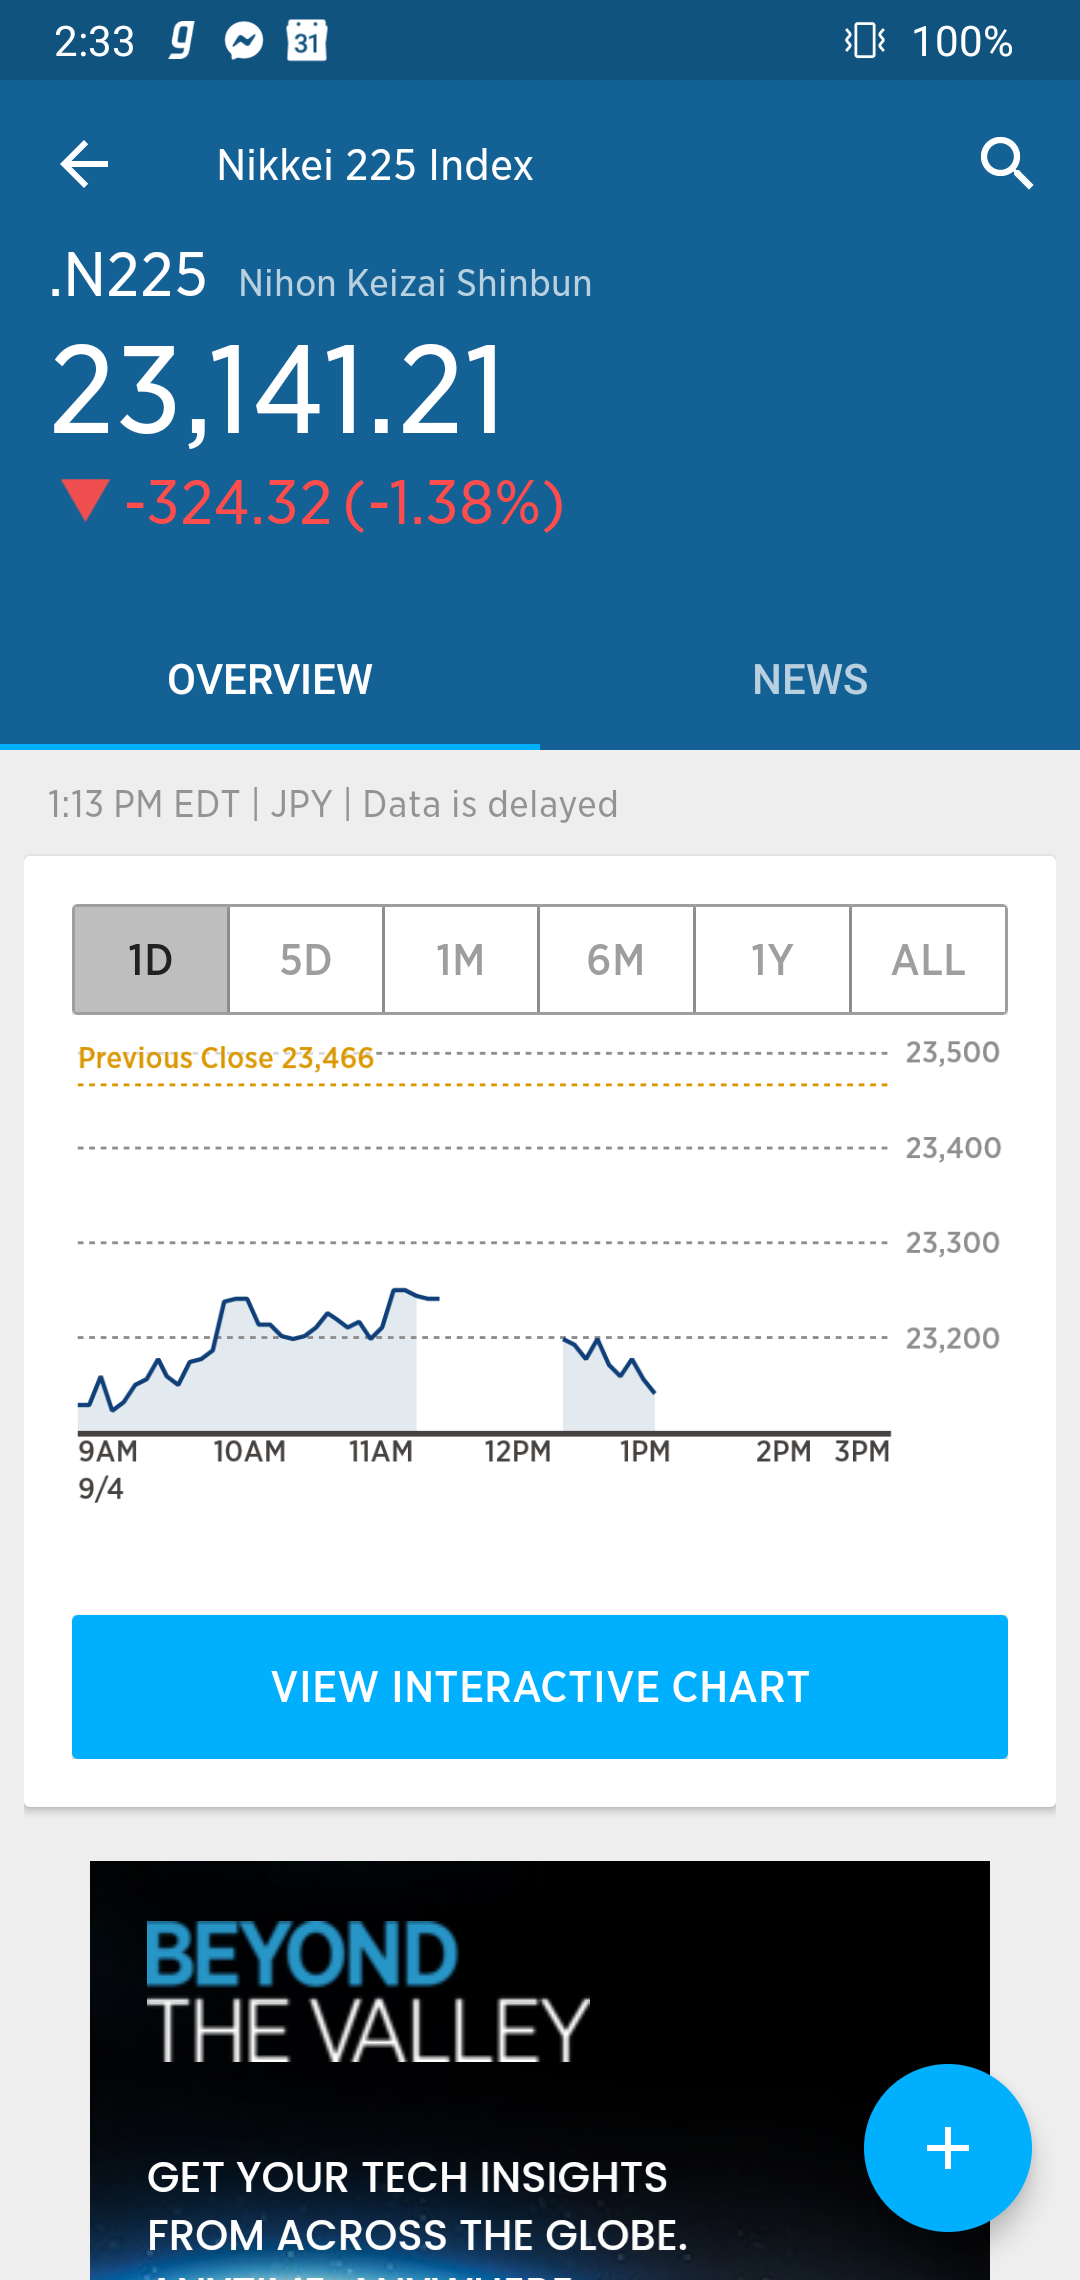 2:33 g 31 100%
Nikkei 225 Index
.N225 Nihon Keizai Shinbun
23,141.21
-324.32 (-1.38%)
OVERVIEW NEWS
1:13 PM EDT | JPY | Data is delayed
1D 5D 1M 6M 1Y ALL
Previous Close 23,466
23,500
23,400
23,300
23,200
9AM 10AM 11AM 12PM 1PM 2PM 3PM
9/4
VIEW INTERACTIVE CHART
BEYOND
THE VALLEY
GET YOUR TECH INSIGHTS
FROM ACROSS THE GLOBE.